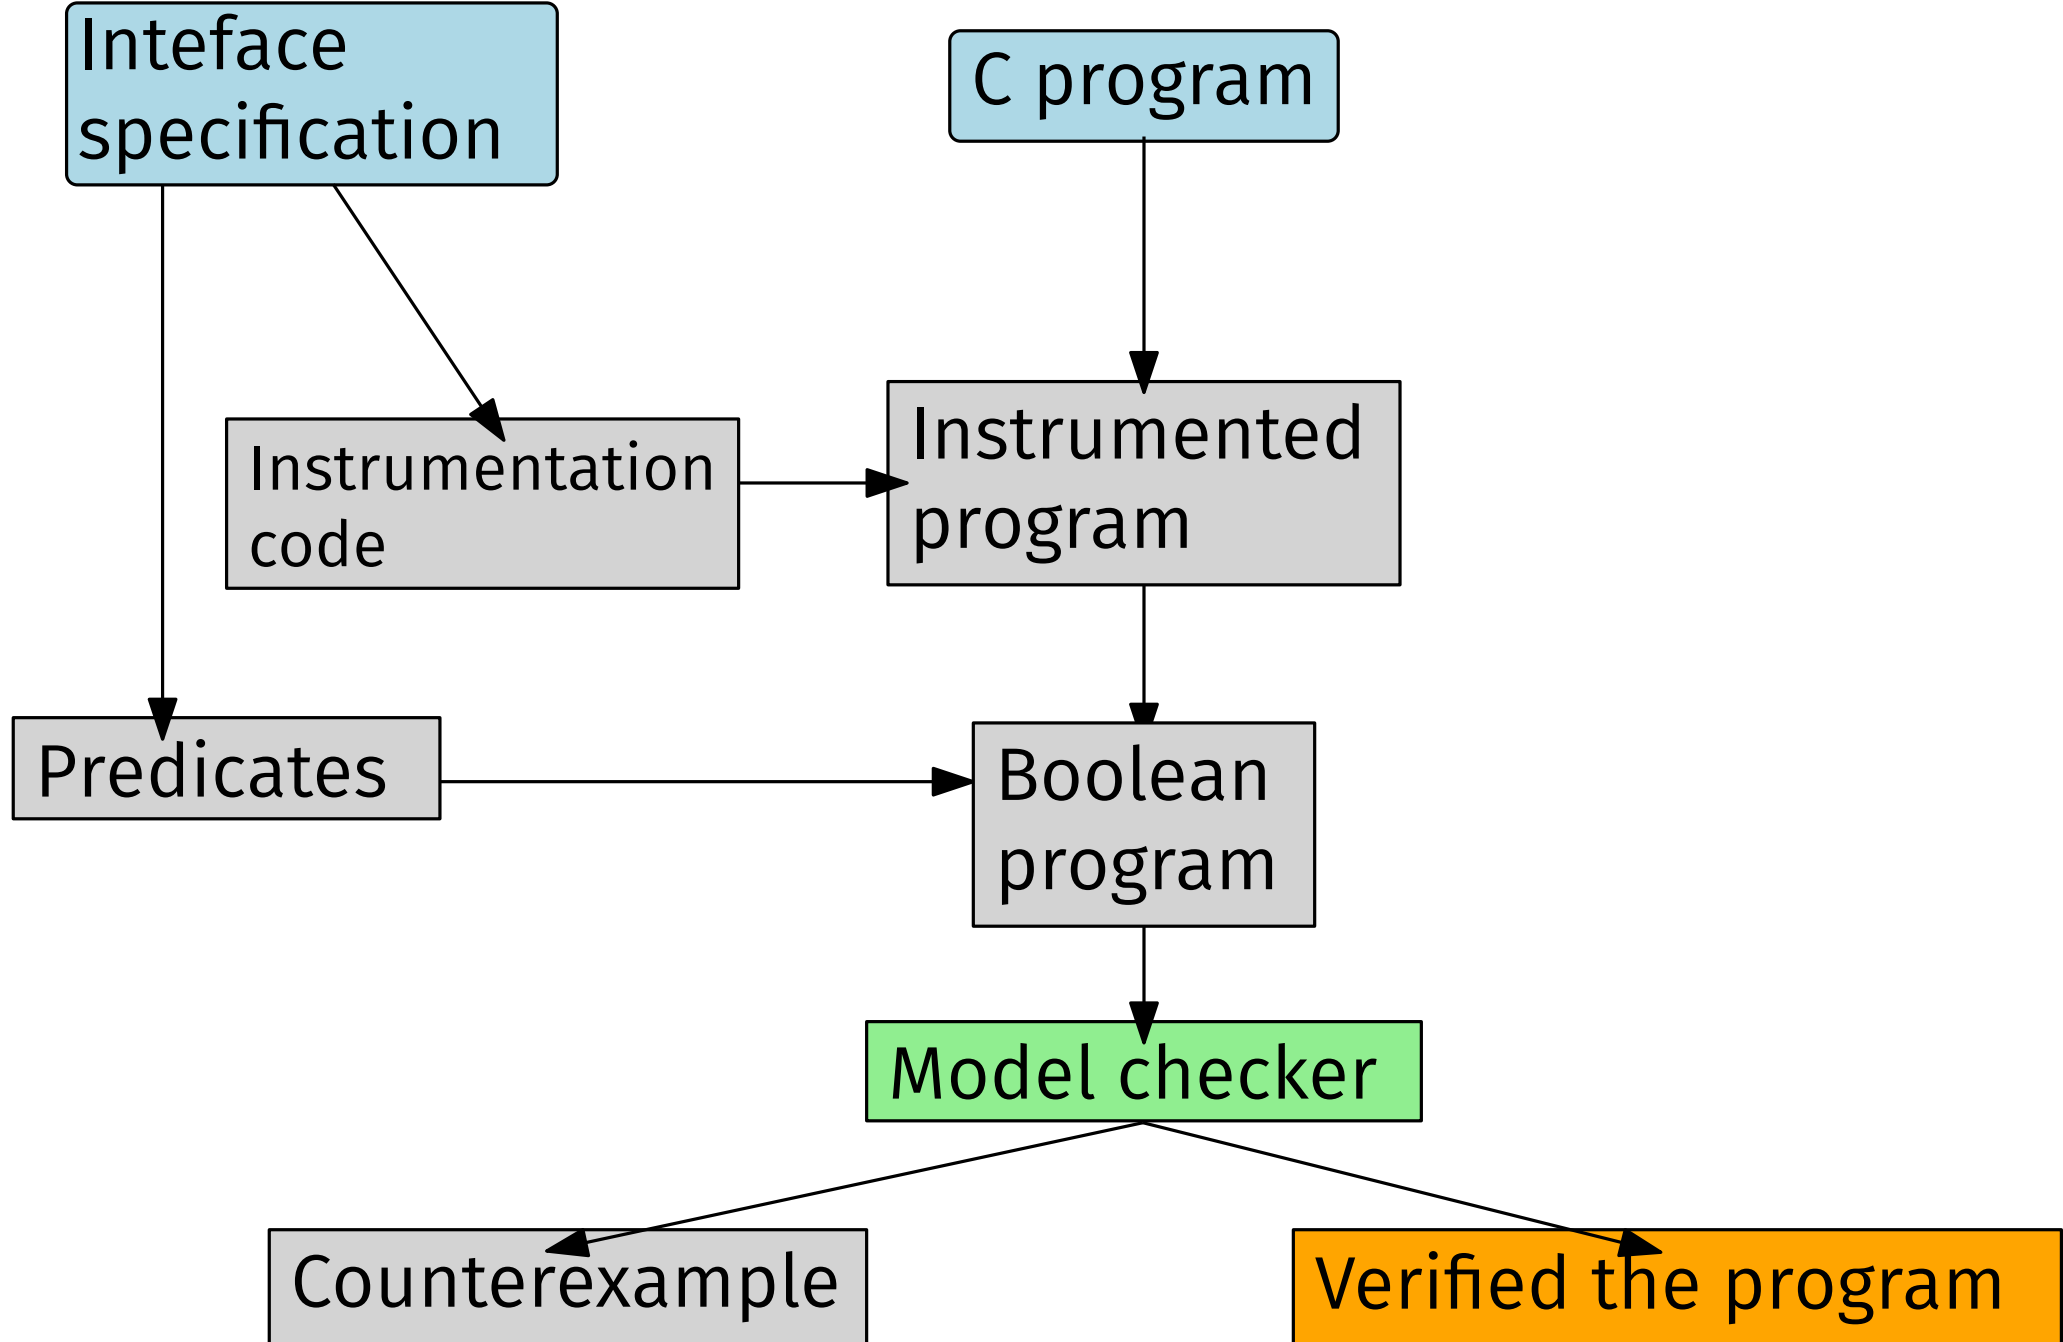 Inteface
specification
C program
Instrumentation
code
Instrumented
program
Predicates
Boolean
program
Model checker
Counterexample
Verified the program